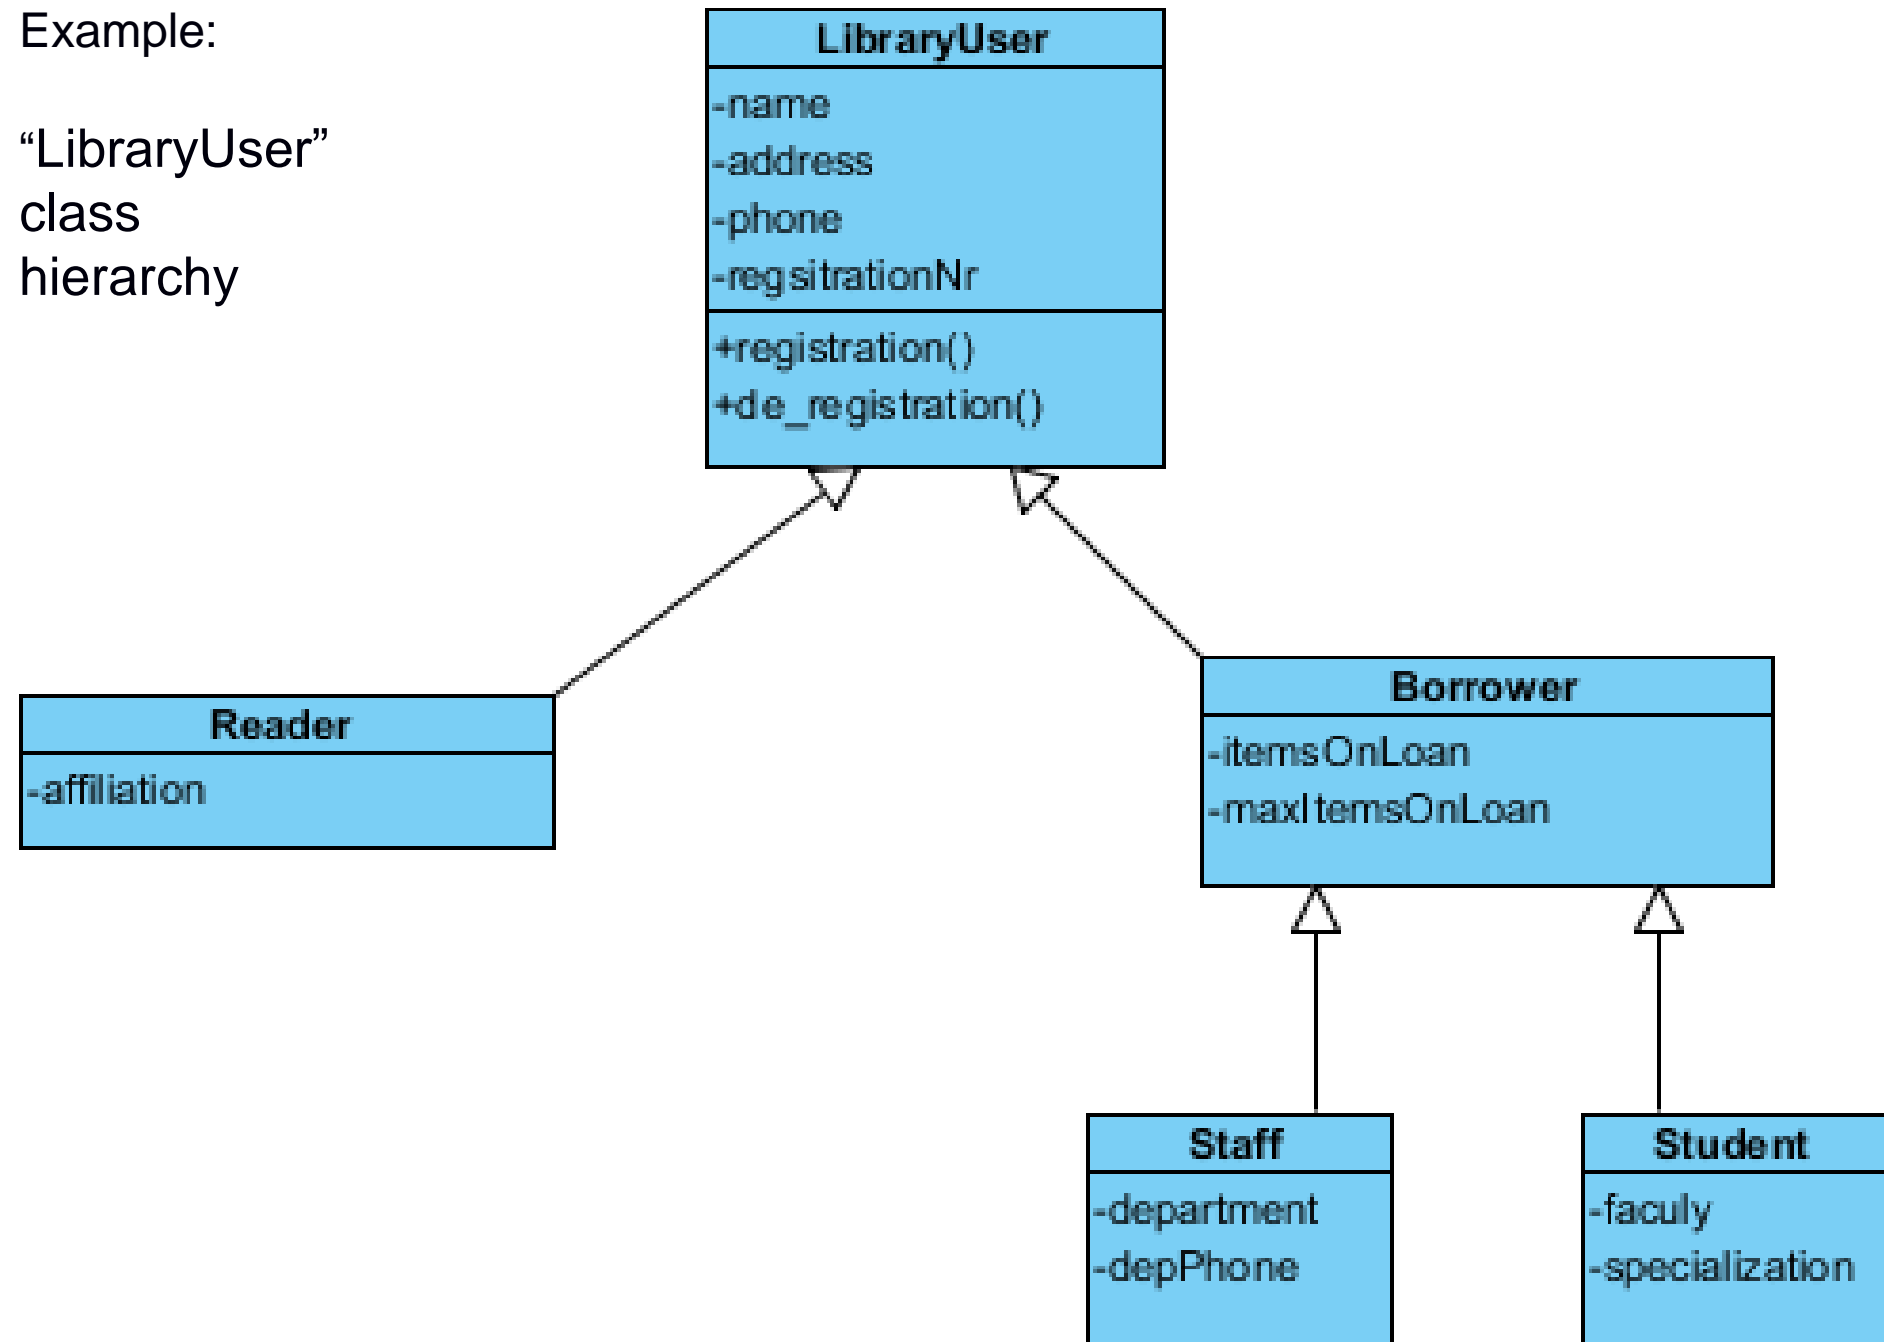 Example:
“LibraryUser”
class
hierarchy
LibraryUser
-name
-address
-phone
-regsitrationNr
+registration()
+de_registration()
Reader
-affiliation
Borrower
-itemsOnLoan
-maxItemsOnLoan
Staff
-department
-depPhone
Student
-faculy
-specialization